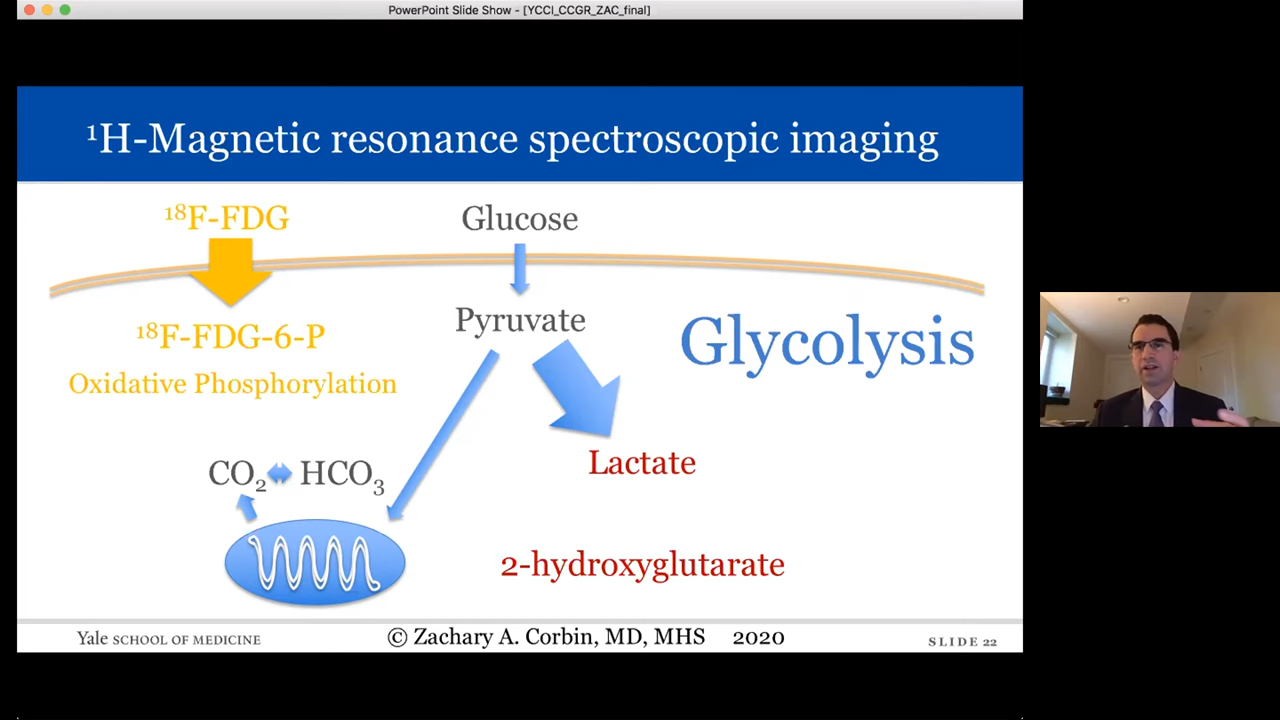 PowerPoint Slide Show - [YCCI_CCGR_ZAC_final]
¹H-Magnetic resonance spectroscopic imaging
¹⁸F-FDG
Glucose
¹⁸F-FDG-6-P
Pyruvate
Glycolysis
Oxidative Phosphorylation
CO₂
HCO₃
Lactate
2-hydroxyglutarate
Yale SCHOOL OF MEDICINE
© Zachary A. Corbin, MD, MHS 2020
SLIDE 22